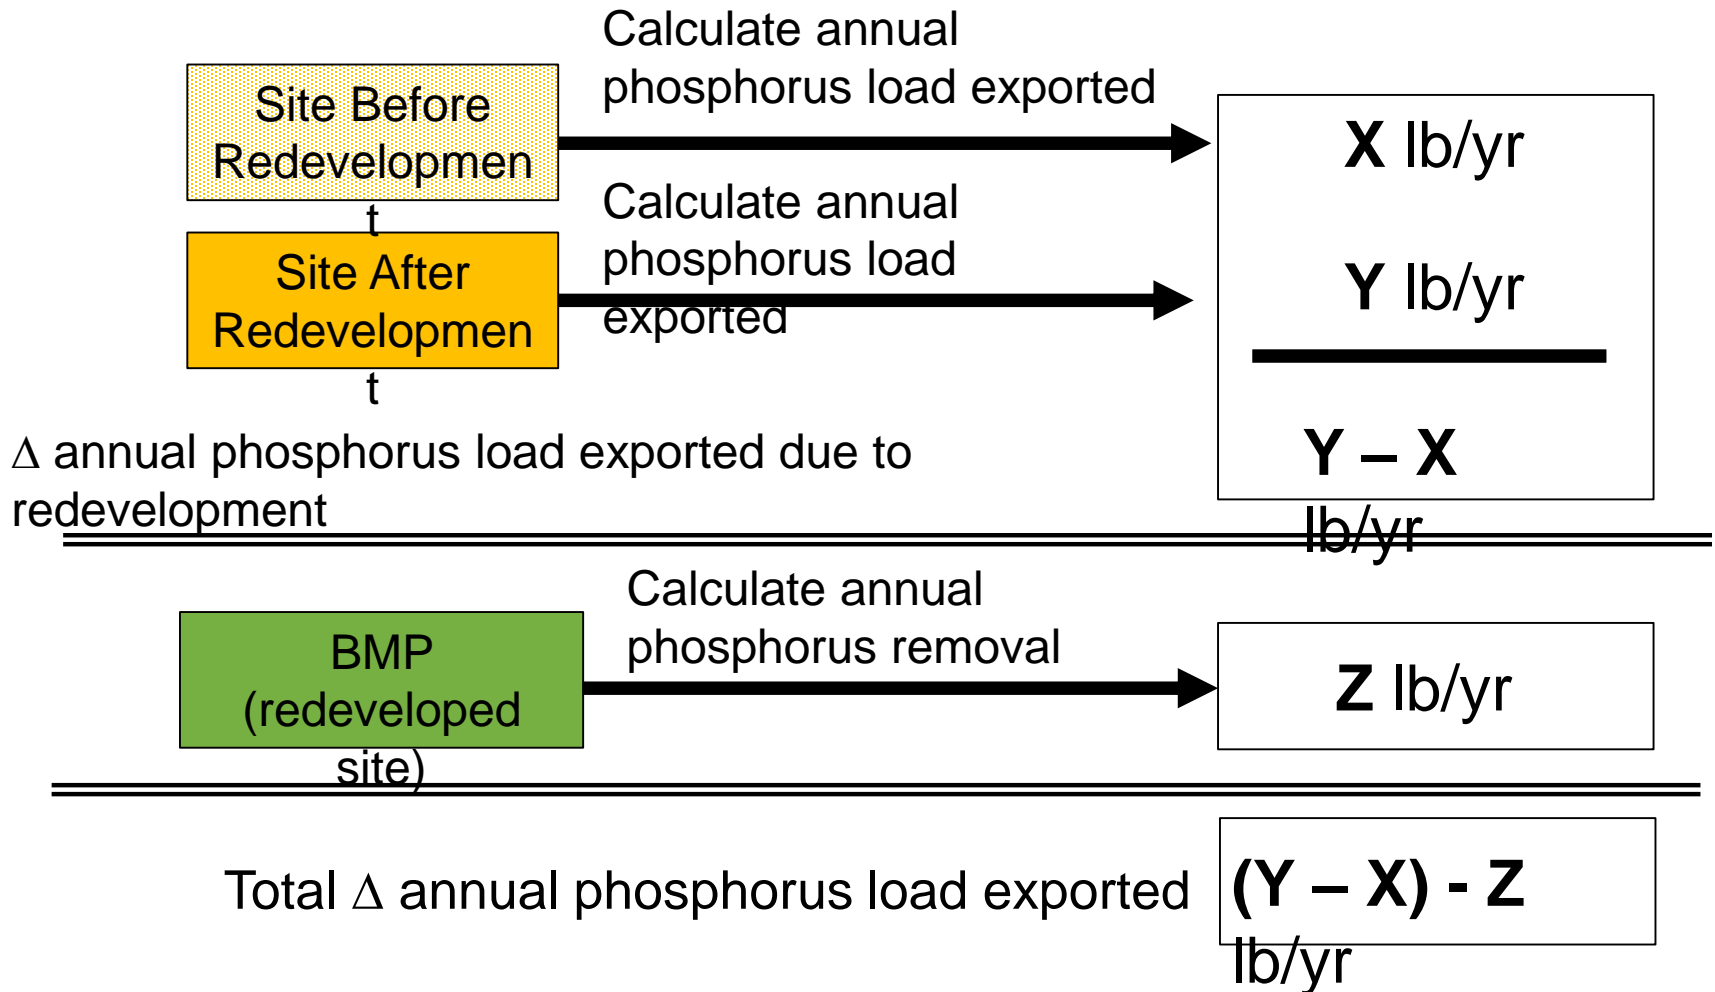 Calculate annual
phosphorus load exported
Site Before
Redevelopmen
t
X lb/yr
Calculate annual
phosphorus load
exported
Site After
Redevelopmen
t
Y lb/yr
Δ annual phosphorus load exported due to
redevelopment
Y – X
lb/yr
Calculate annual
phosphorus removal
BMP
(redeveloped
site)
Z lb/yr
Total Δ annual phosphorus load exported
(Y – X) - Z
lb/yr